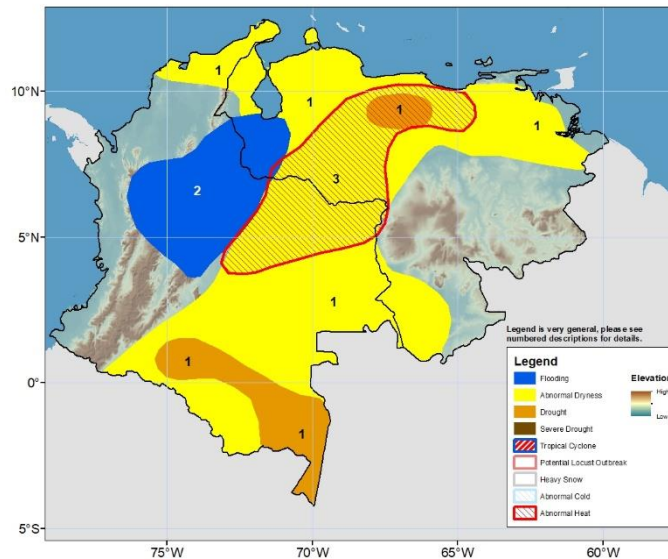 10°N
5°N
0°
5°S
75°W
70°W
65°W
60°W
1
1
1
1
2
3
1
1
1
Legend is very general, please see
numbered descriptions for details.
Legend
Flooding
Abnormal Dryness
Drought
Severe Drought
Tropical Cyclone
Potential Locust Outbreak
Heavy Snow
Abnormal Cold
Abnormal Heat
Elevation
High
Low